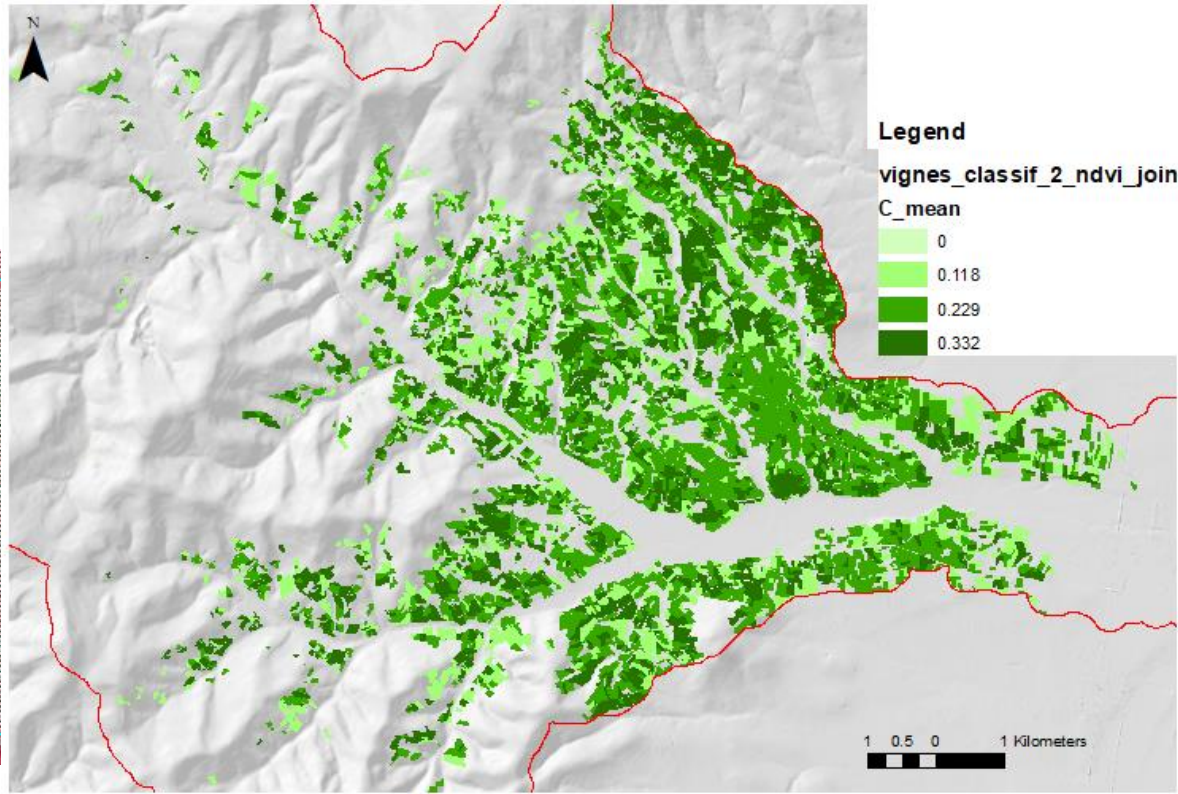 N
Legend
vignes_classif_2_ndvi_join
C_mean
0
0.118
0.229
0.332
1 0.5 0 1 Kilometers